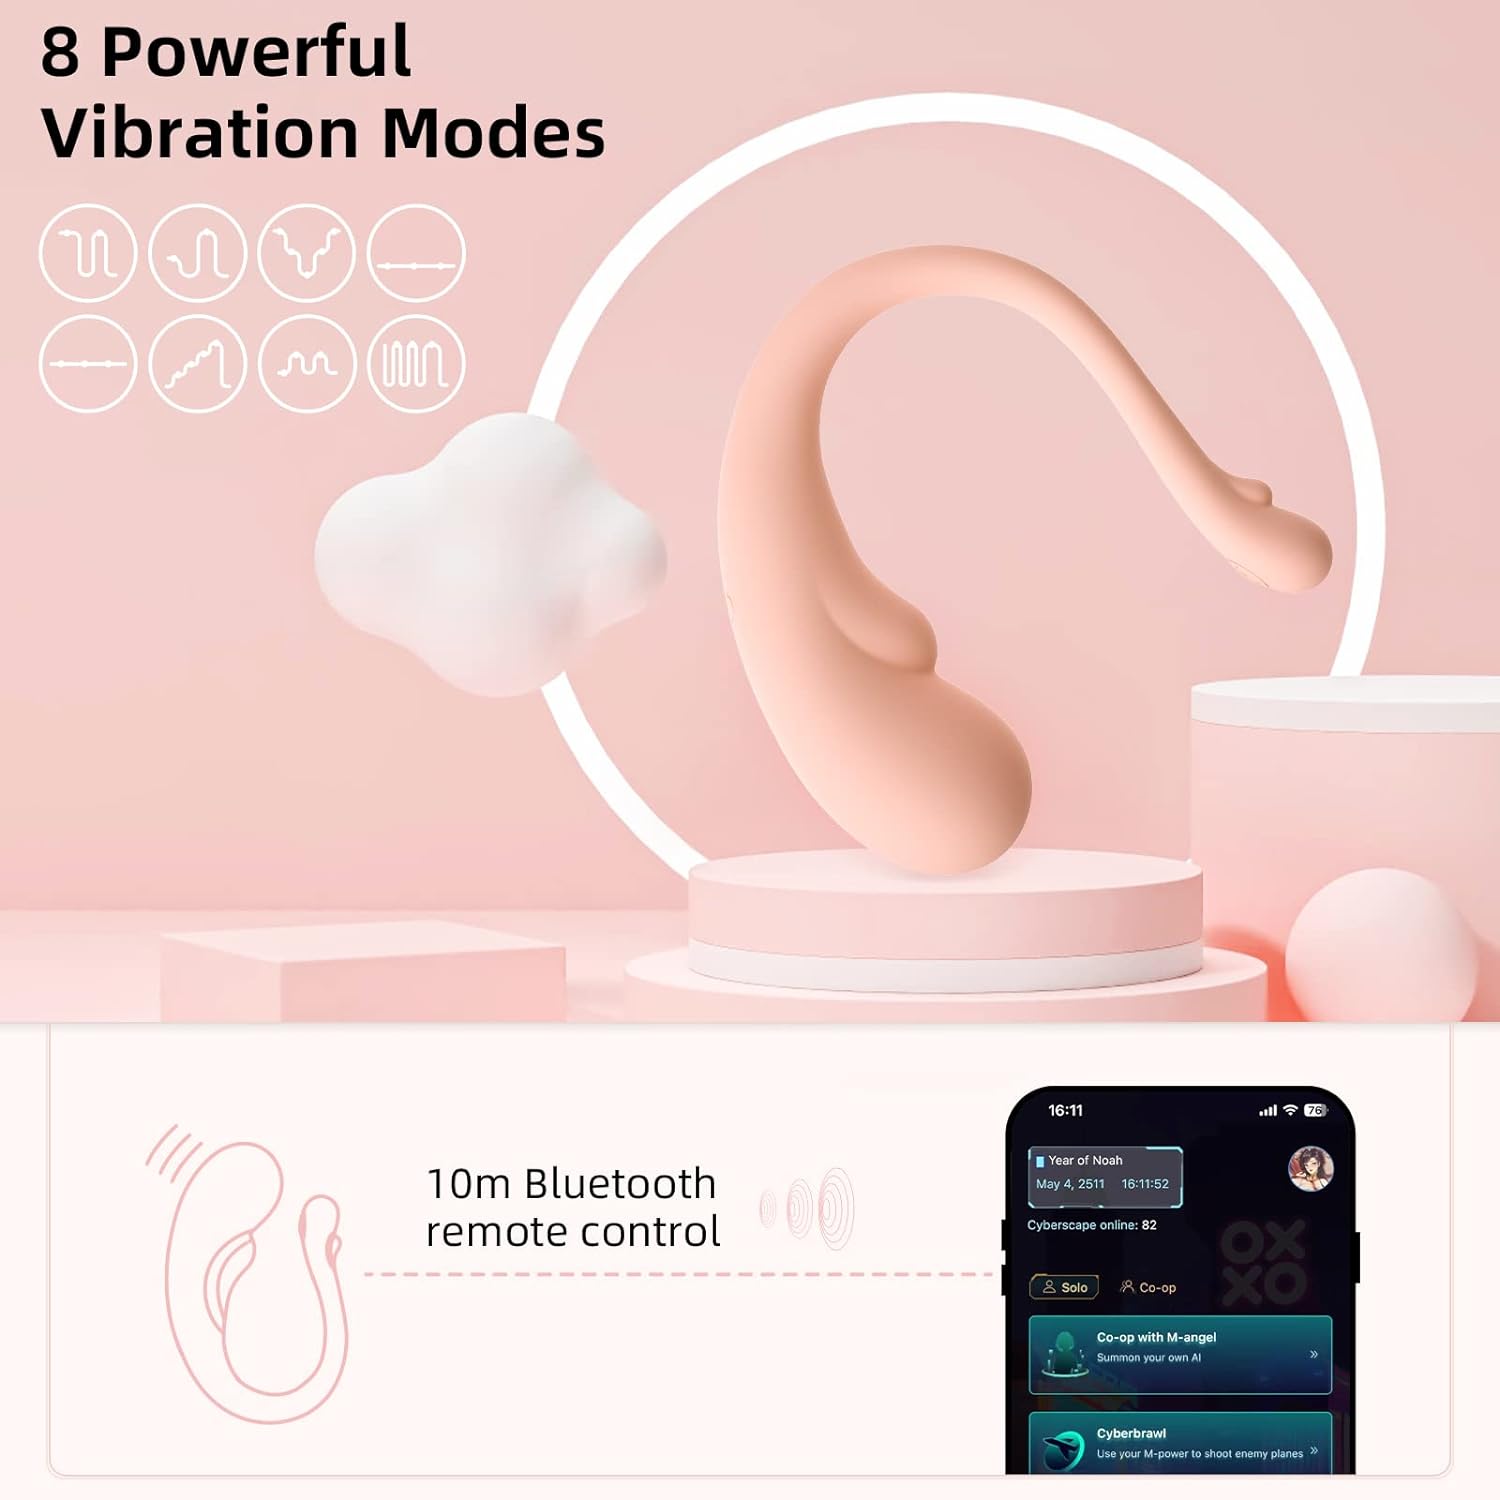 8 Powerful
Vibration Modes
10m Bluetooth
remote control
16:11
76
Year of Noah
May 4, 2511 16:11:52
Cyberscape online: 82
OX
XO
Solo Co-op
Co-op with M-angel
Summon your own AI
Cyberbrawl
Use your M-power to shoot enemy planes